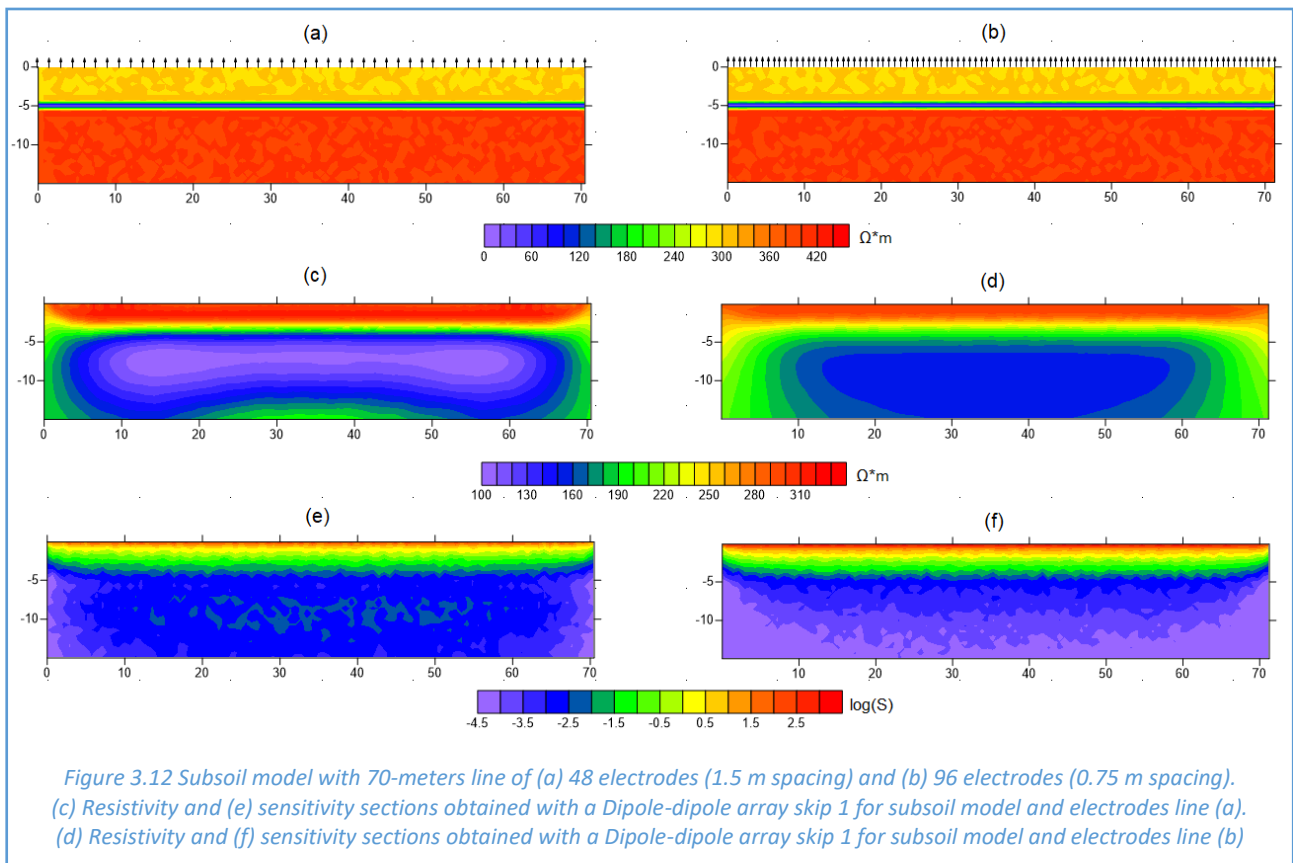 (a) (b)
0 0
-5 -5
-10 -10
0 10 20 30 40 50 60 70 0 10 20 30 40 50 60 70
0 60 120 180 240 300 360 420 Ω*m
(c) (d)
-5 -5
-10 -10
0 10 20 30 40 50 60 70 10 20 30 40 50 60 70
100 130 160 190 220 250 280 310 Ω*m
(e) (f)
-5 -5
-10 -10
0 10 20 30 40 50 60 70 10 20 30 40 50 60 70
-4.5 -3.5 -2.5 -1.5 -0.5 0.5 1.5 2.5 log(S)
Figure 3.12 Subsoil model with 70-meters line of (a) 48 electrodes (1.5 m spacing) and (b) 96 electrodes (0.75 m spacing).
(c) Resistivity and (e) sensitivity sections obtained with a Dipole-dipole array skip 1 for subsoil model and electrodes line (a).
(d) Resistivity and (f) sensitivity sections obtained with a Dipole-dipole array skip 1 for subsoil model and electrodes line (b)